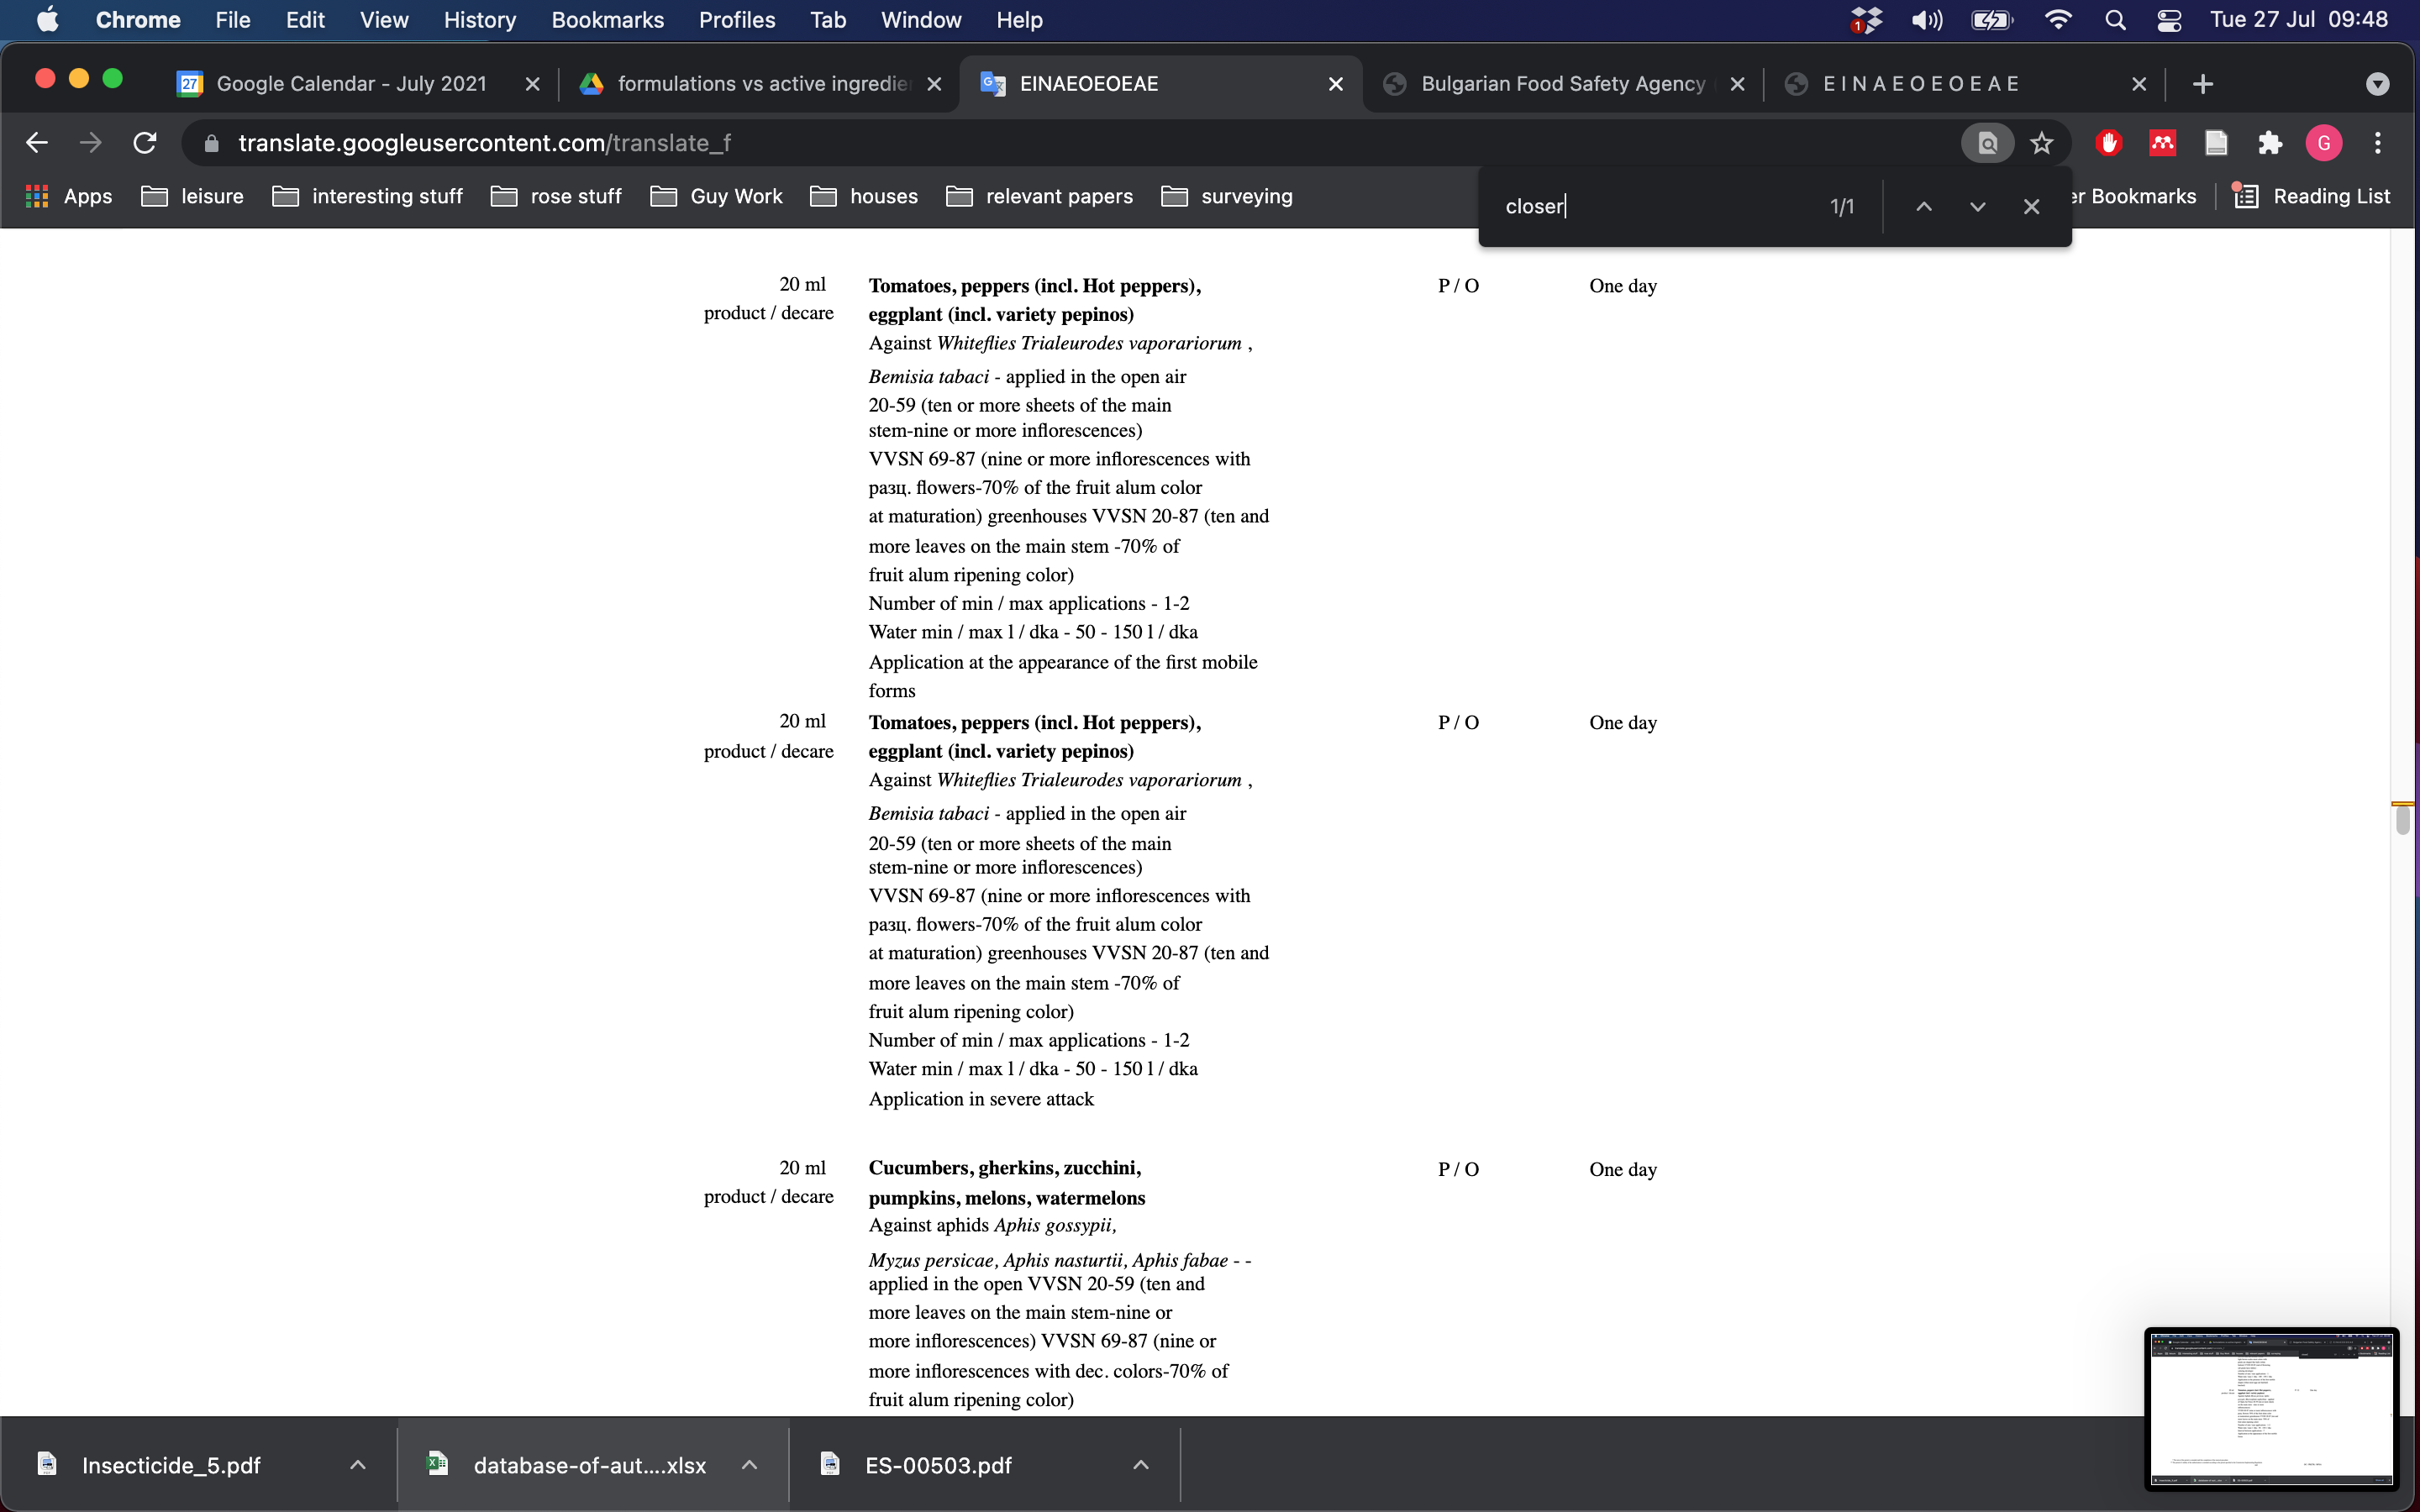 Chrome File Edit View History Bookmarks Profiles Tab Window Help 1 Tue 27 Jul 09:48
27 Google Calendar - July 2021 formulations vs active ingredie EINAEOEOEAE Bulgarian Food Safety Agency E I N A E O E O E A E
translate.googleusercontent.com/translate_f G
Apps leisure interesting stuff rose stuff Guy Work houses relevant papers surveying er Bookmarks Reading List
closer 1/1
20 ml Tomatoes, peppers (incl. Hot peppers), P / O One day
product / decare eggplant (incl. variety pepinos)
Against Whiteflies Trialeurodes vaporariorum ,
Bemisia tabaci - applied in the open air
20-59 (ten or more sheets of the main
stem-nine or more inflorescences)
VVSN 69-87 (nine or more inflorescences with
разц. flowers-70% of the fruit alum color
at maturation) greenhouses VVSN 20-87 (ten and
more leaves on the main stem -70% of
fruit alum ripening color)
Number of min / max applications - 1-2
Water min / max l / dka - 50 - 150 l / dka
Application at the appearance of the first mobile
forms
20 ml Tomatoes, peppers (incl. Hot peppers), P / O One day
product / decare eggplant (incl. variety pepinos)
Against Whiteflies Trialeurodes vaporariorum ,
Bemisia tabaci - applied in the open air
20-59 (ten or more sheets of the main
stem-nine or more inflorescences)
VVSN 69-87 (nine or more inflorescences with
разц. flowers-70% of the fruit alum color
at maturation) greenhouses VVSN 20-87 (ten and
more leaves on the main stem -70% of
fruit alum ripening color)
Number of min / max applications - 1-2
Water min / max l / dka - 50 - 150 l / dka
Application in severe attack
20 ml Cucumbers, gherkins, zucchini, P / O One day
product / decare pumpkins, melons, watermelons
Against aphids Aphis gossypii,
Myzus persicae, Aphis nasturtii, Aphis fabae - -
applied in the open VVSN 20-59 (ten and
more leaves on the main stem-nine or
more inflorescences) VVSN 69-87 (nine or
more inflorescences with dec. colors-70% of
fruit alum ripening color)
Insecticide_5.pdf database-of-aut....xlsx ES-00503.pdf